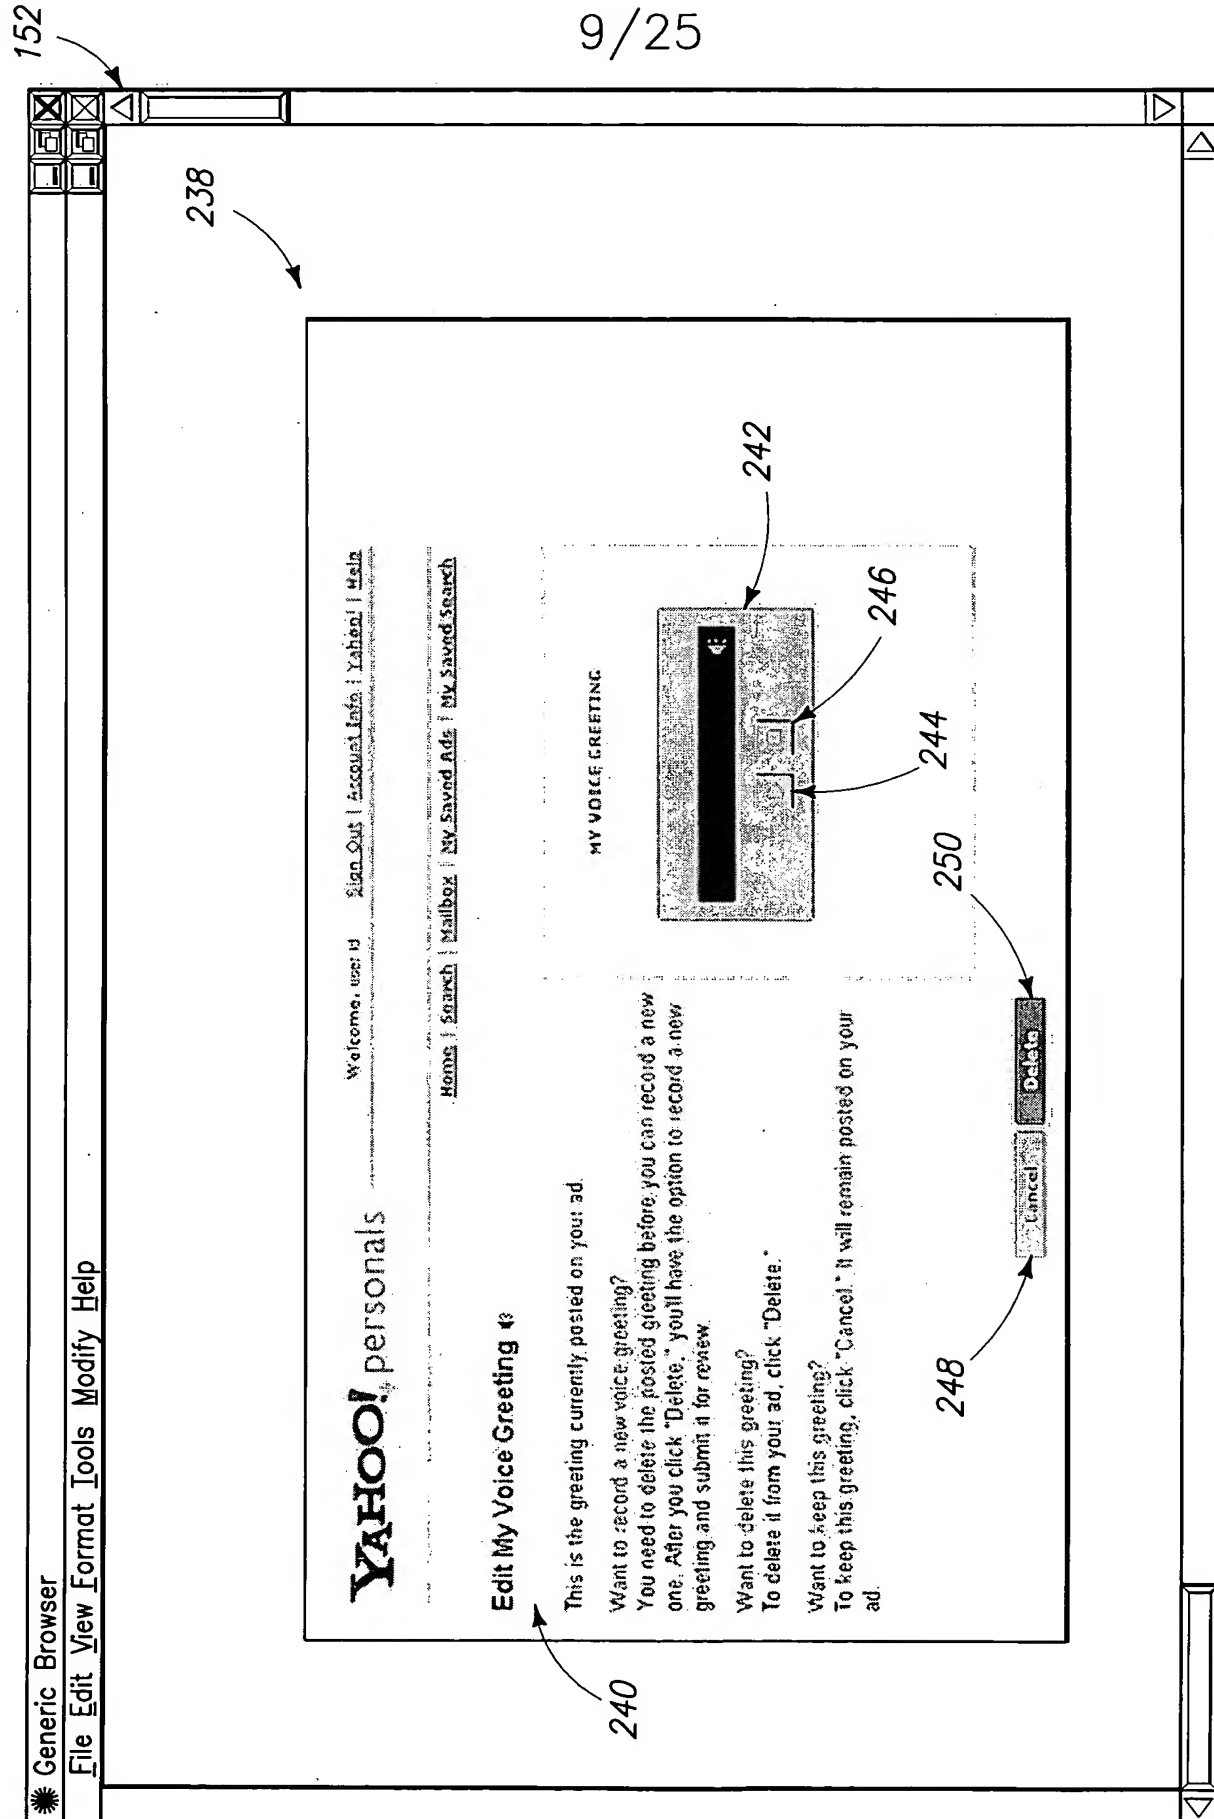 9/25
152
Generic Browser
File Edit View Format Tools Modify Help
238
YAHOO! personals
Welcome, user id
Sign Out | Account Info | Yahoo! | Help
Home | Search | Mailbox | My Saved Ads | My Saved Search
Edit My Voice Greeting
240
This is the greeting currently posted on your ad.
Want to record a new voice greeting?
You need to delete the posted greeting before you can record a new
one. After you click "Delete," you'll have the option to record a new
greeting and submit it for review.
Want to delete this greeting?
To delete it from your ad, click "Delete."
Want to keep this greeting?
To keep this greeting, click "Cancel." It will remain posted on your
ad.
MY VOICE GREETING
242
246
244
250
248
Cancel
Delete